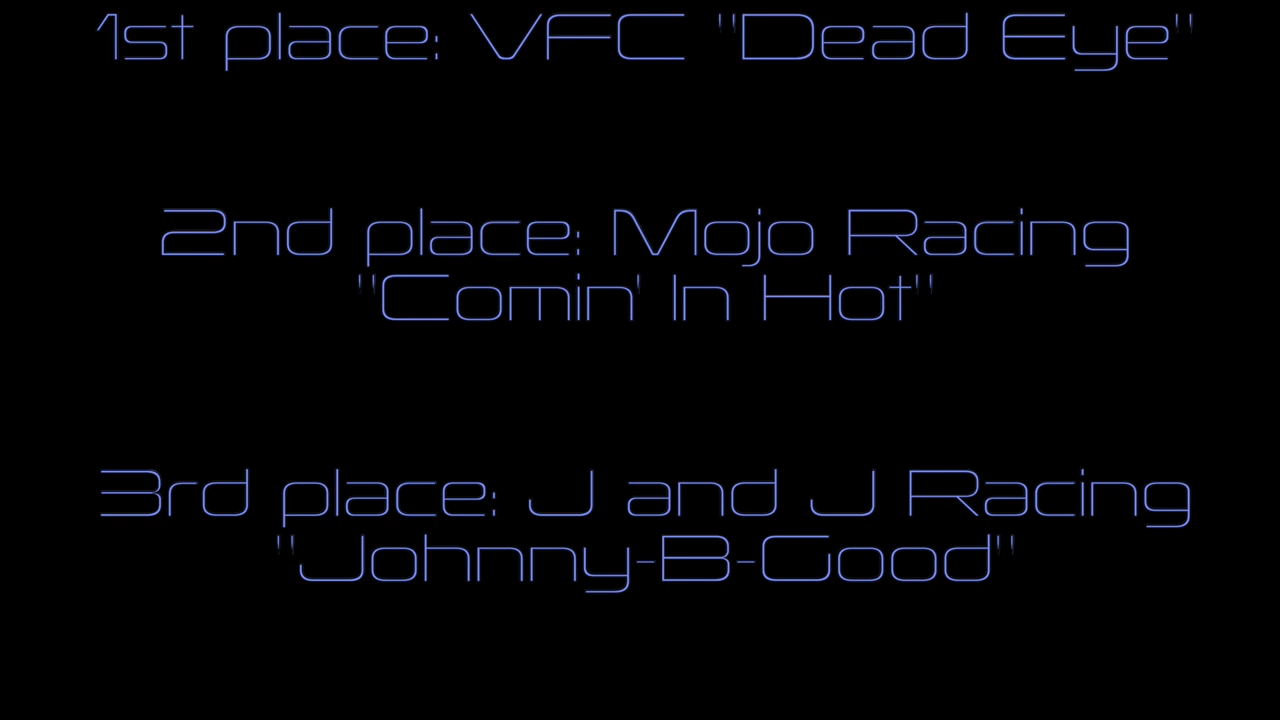 1st place: VFC "Dead Eye"
2nd place: Mojo Racing
"Comin' In Hot"
3rd place: J and J Racing
"Johnny-B-Good"